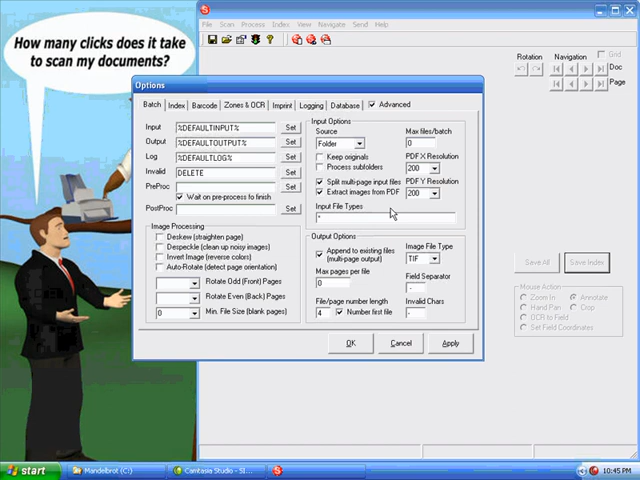 How many clicks does it take
to scan my documents?
File Scan Process Index View Navigate Send Help
Rotation Navigation Grid
Doc
Page
Options
Batch Index Barcode Zones & OCR Imprint Logging Database Advanced
Input %DEFAULTINPUT% Set
Output %DEFAULTOUTPUT% Set
Log %DEFAULTLOG% Set
Invalid DELETE
PreProc Set
Wait on pre-process to finish
PostProc Set
Image Processing
Deskew (straighten page)
Despeckle (clean up noisy images)
Invert Image (reverse colors)
Auto-Rotate (detect page orientation)
Rotate Odd (Front) Pages
Rotate Even (Back) Pages
0 Min. File Size (blank pages)
Input Options
Source Max files/batch
Folder 0
Keep originals PDF X Resolution
Process subfolders 200
Split multi-page input files PDF Y Resolution
Extract images from PDF 200
Input File Types
*
Output Options
Append to existing files
(multi-page output)
Image File Type
TIF
Max pages per file Field Separator
0 -
File/page number length Invalid Chars
4 Number first file -
OK Cancel Apply
Save All Save Index
Mouse Action
Zoom In Annotate
Hand Pan Crop
OCR to Field
Set Field Coordinates
start Mandelbrot (C:) Camtasia Studio - SI... 10:45 PM